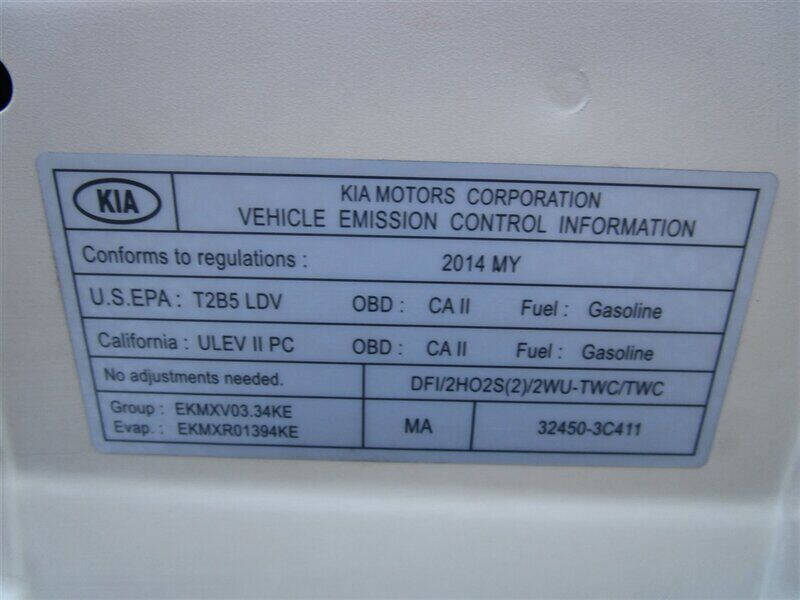 KIA
KIA MOTORS CORPORATION
VEHICLE EMISSION CONTROL INFORMATION
Conforms to regulations : 2014 MY
U.S.EPA : T2B5 LDV OBD : CA II Fuel : Gasoline
California : ULEV II PC OBD : CA II Fuel : Gasoline
No adjustments needed. DFI/2HO2S(2)/2WU-TWC/TWC
Group : EKMXV03.34KE
Evap. : EKMXR01394KE
MA 32450-3C411